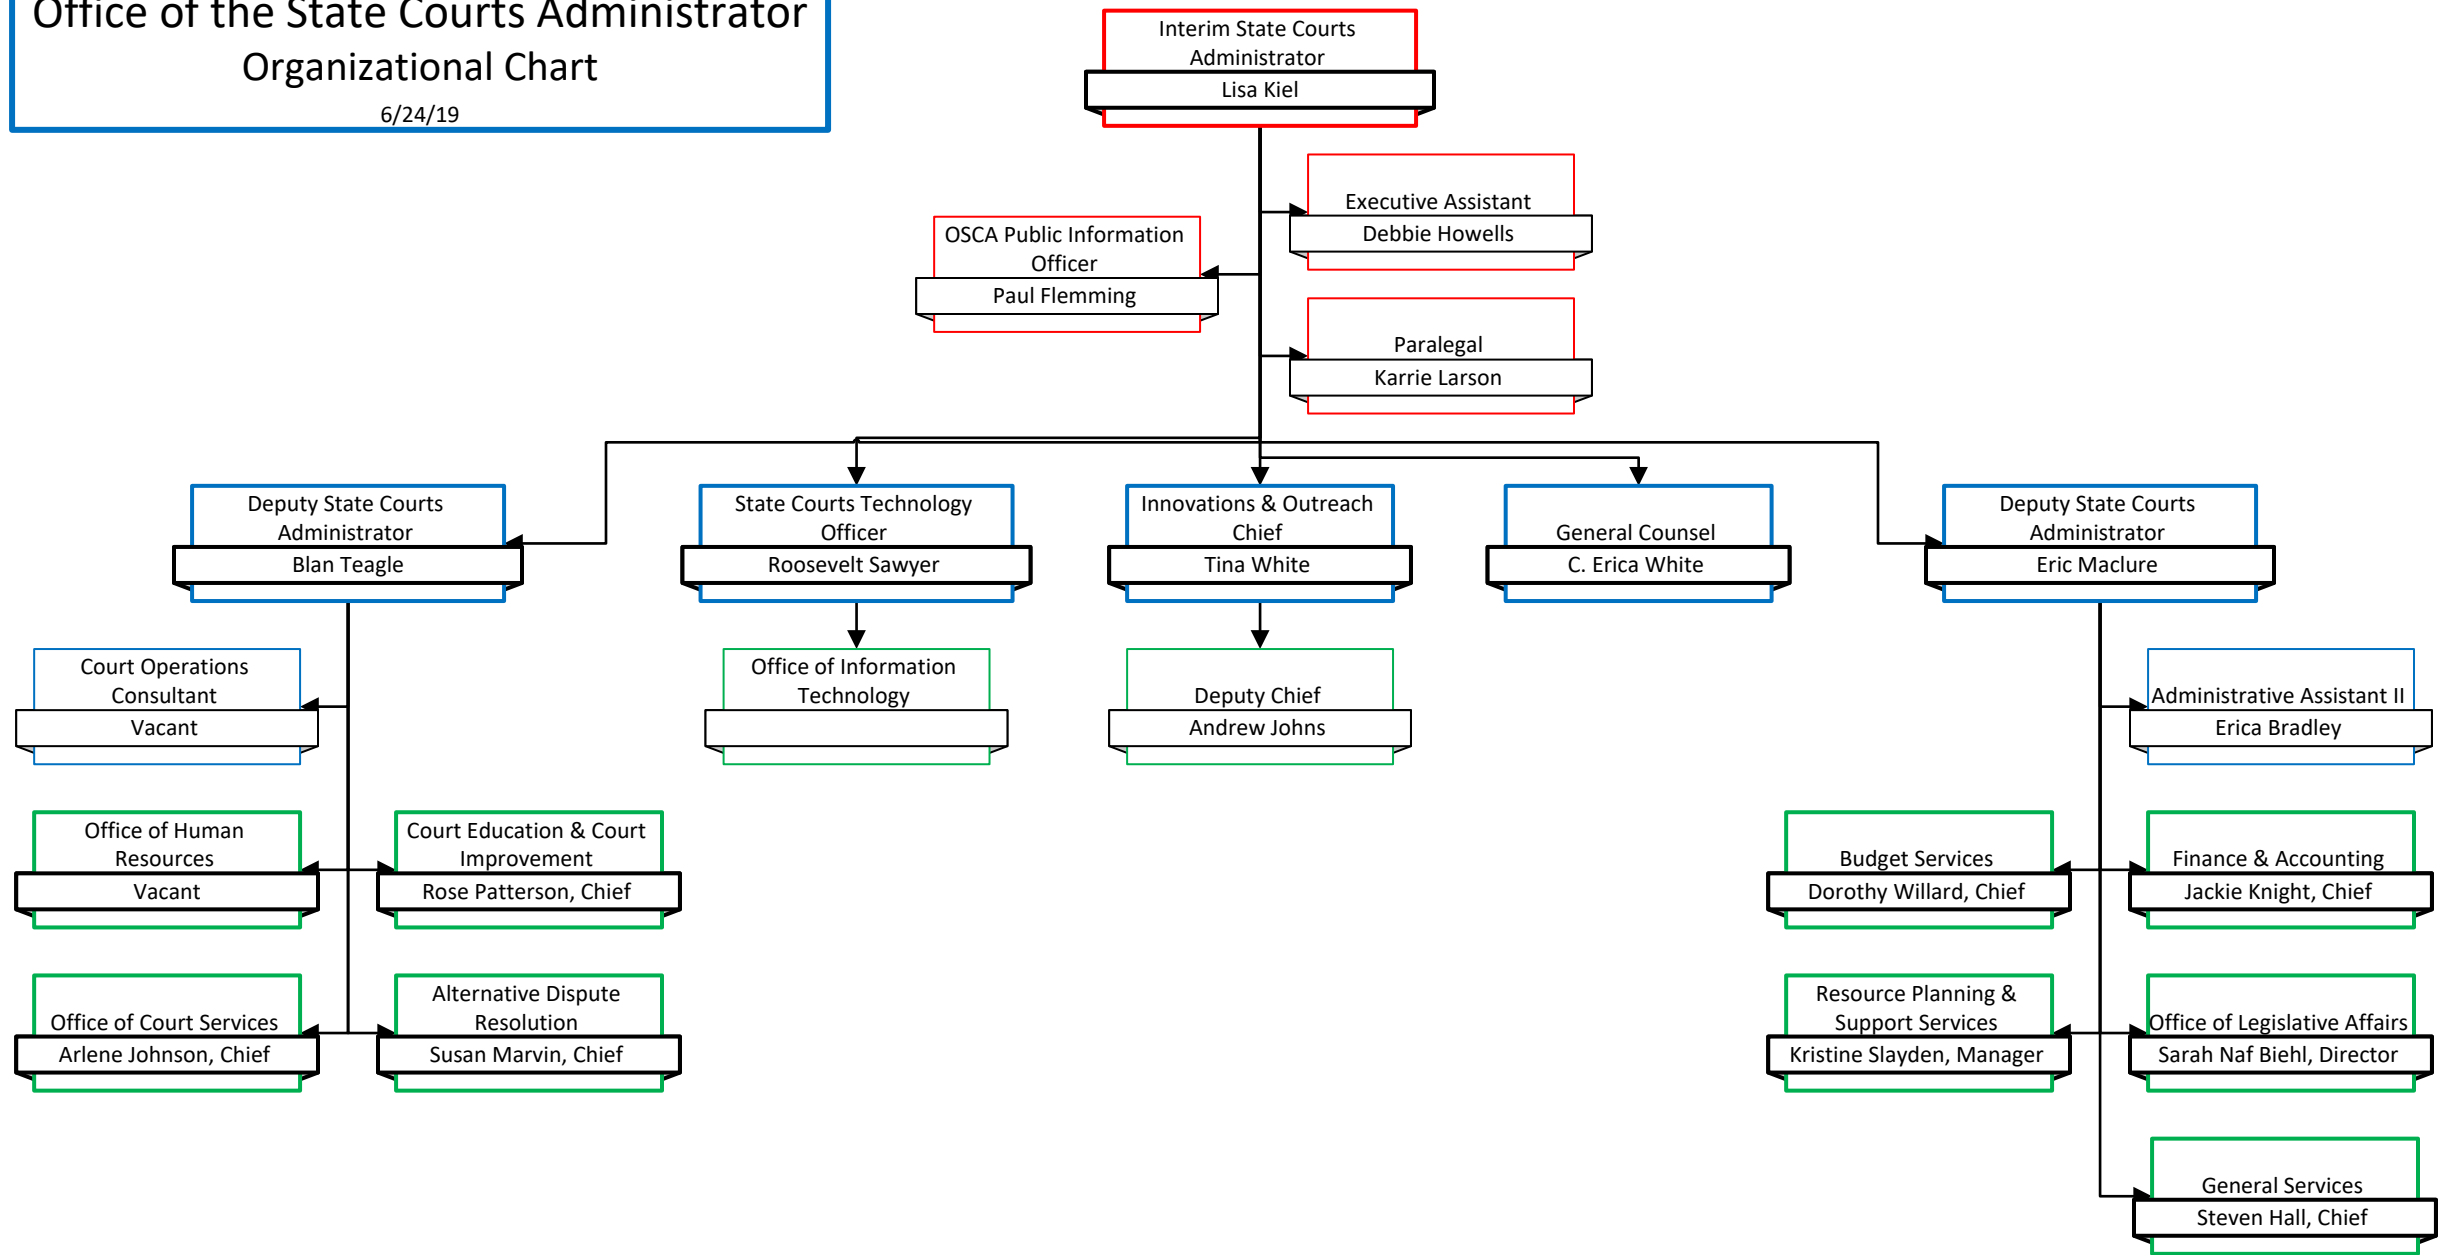 Office of the State Courts Administrator
Organizational Chart
6/24/19
Interim State Courts
Administrator
Lisa Kiel
Executive Assistant
Debbie Howells
OSCA Public Information
Officer
Paul Flemming
Paralegal
Karrie Larson
Deputy State Courts
Administrator
Blan Teagle
State Courts Technology
Officer
Roosevelt Sawyer
Innovations & Outreach
Chief
Tina White
General Counsel
C. Erica White
Deputy State Courts
Administrator
Eric Maclure
Court Operations
Consultant
Vacant
Office of Information
Technology
Deputy Chief
Andrew Johns
Administrative Assistant II
Erica Bradley
Office of Human
Resources
Vacant
Court Education & Court
Improvement
Rose Patterson, Chief
Budget Services
Dorothy Willard, Chief
Finance & Accounting
Jackie Knight, Chief
Office of Court Services
Arlene Johnson, Chief
Alternative Dispute
Resolution
Susan Marvin, Chief
Resource Planning &
Support Services
Kristine Slayden, Manager
Office of Legislative Affairs
Sarah Naf Biehl, Director
General Services
Steven Hall, Chief